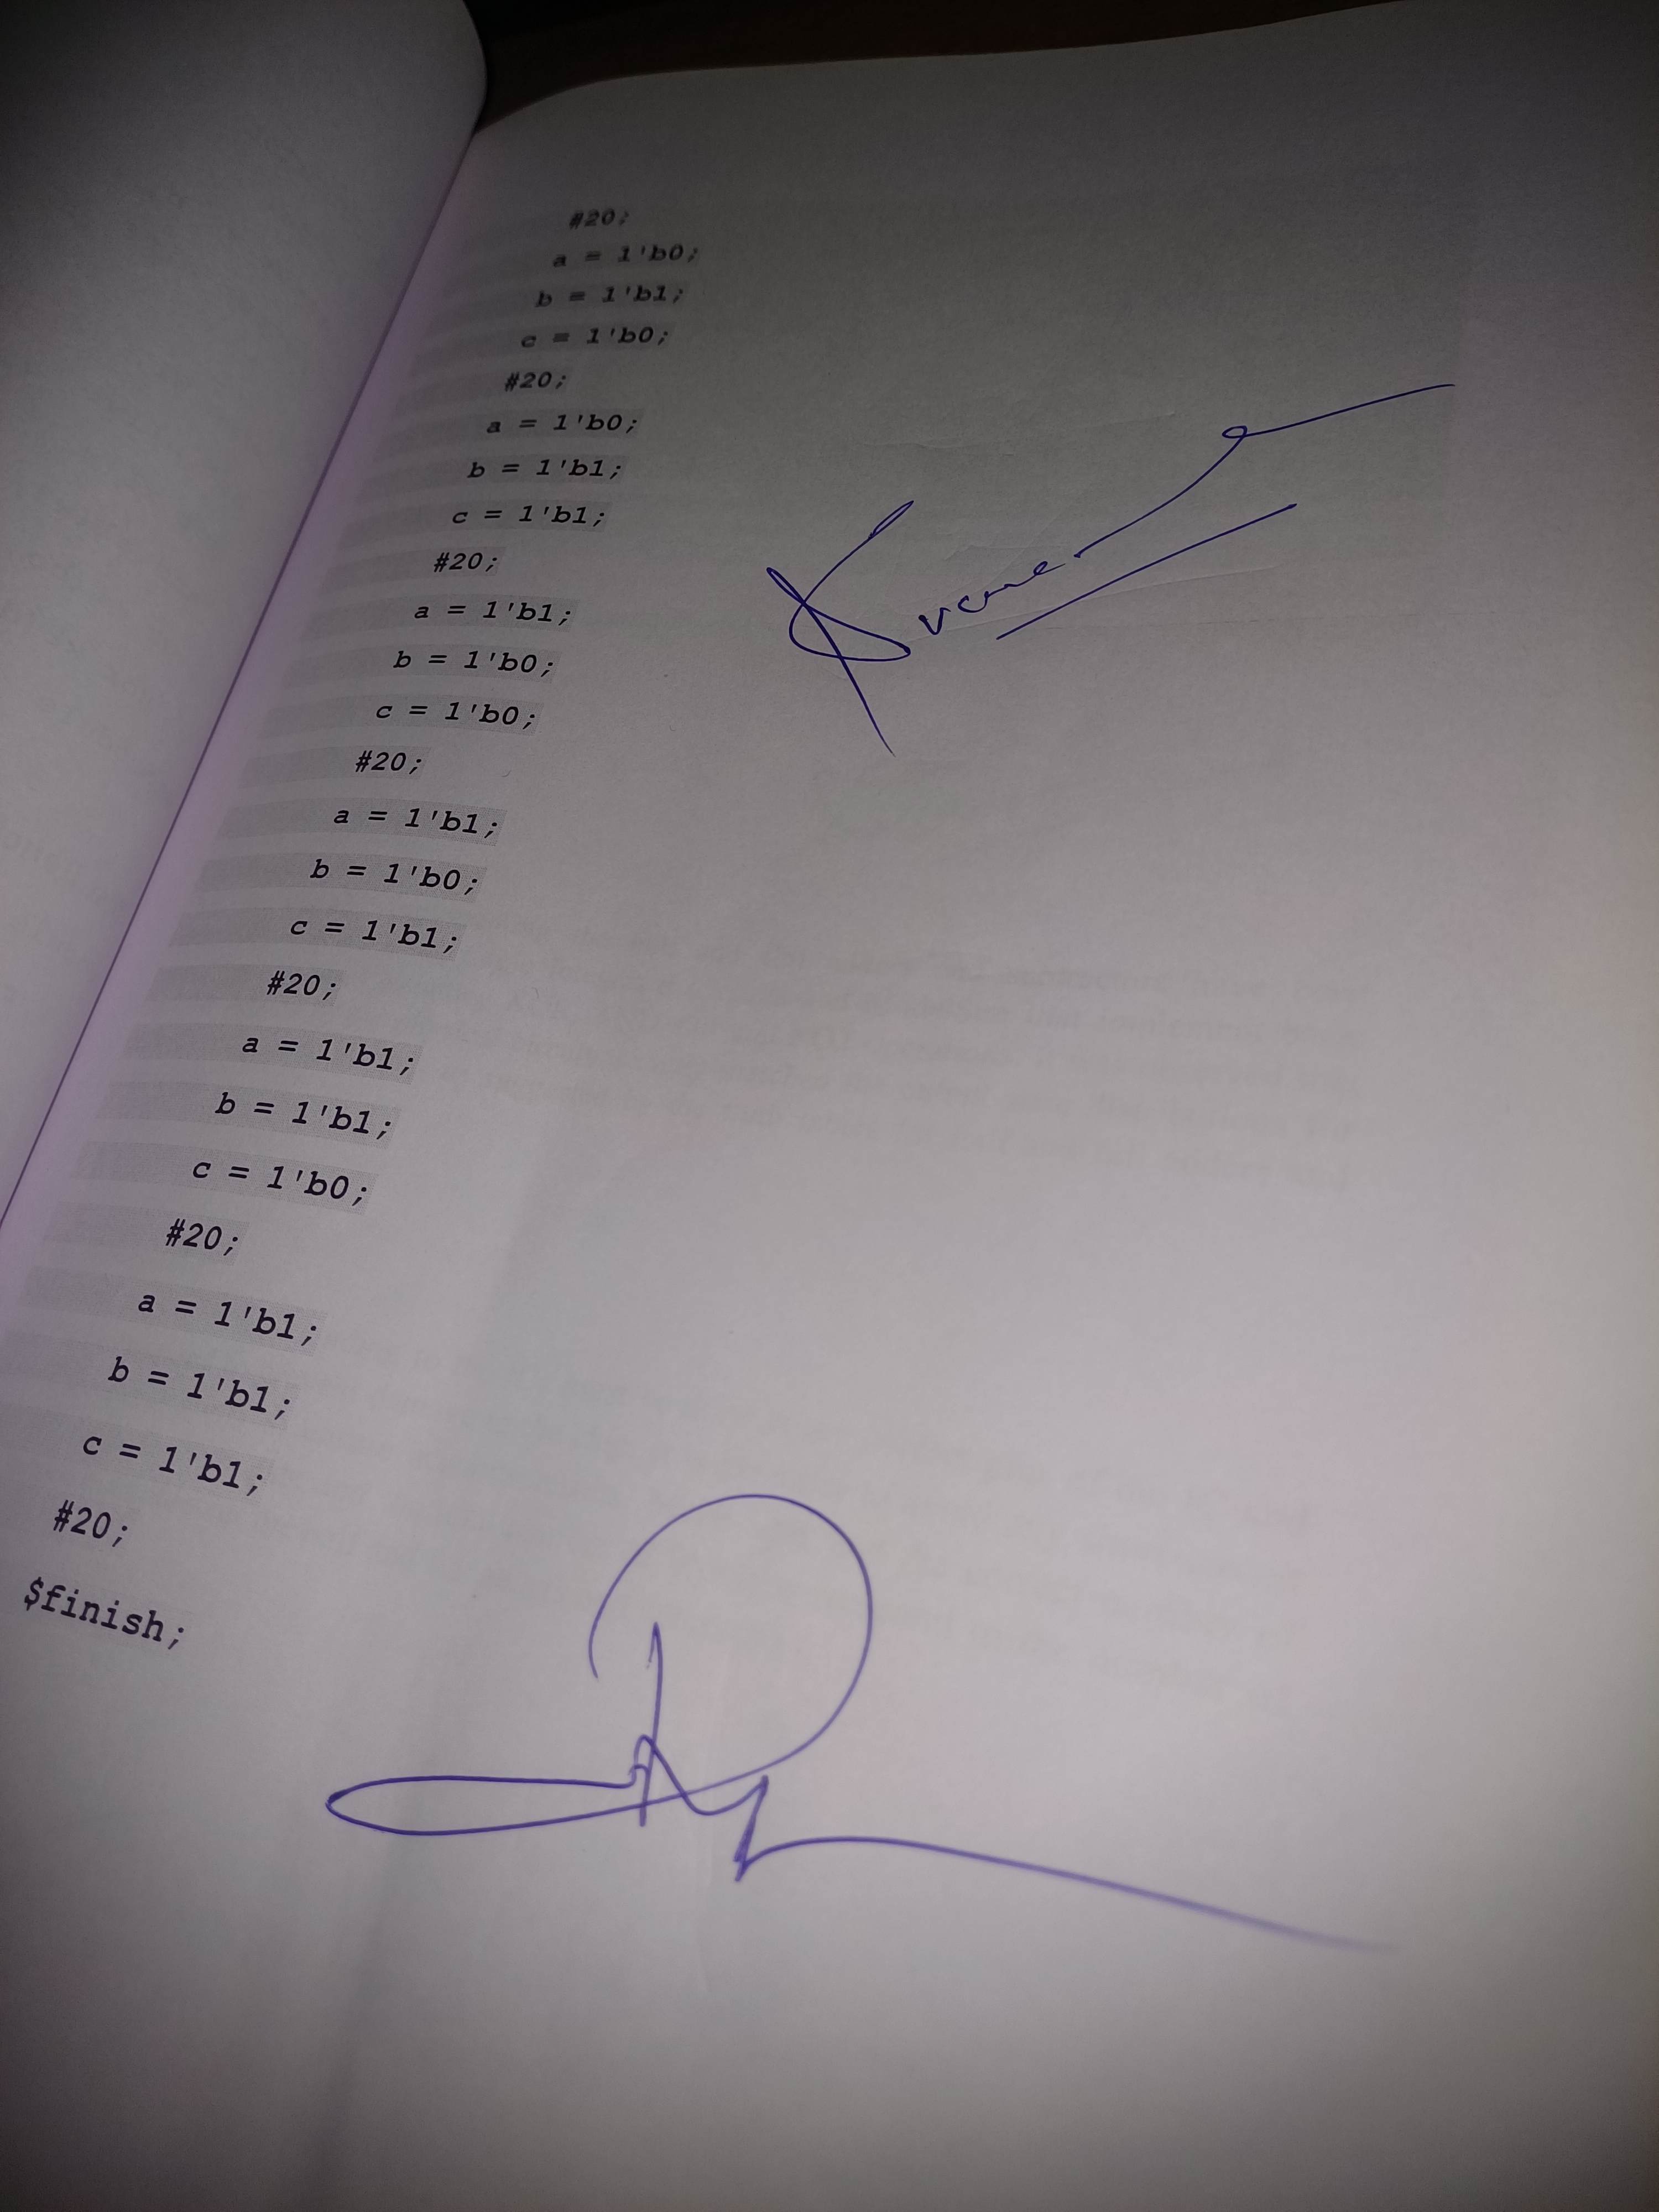 #20;
a = 1'b0;
b = 1'b1;
c = 1'b0;
#20;
a = 1'b0;
b = 1'b1;
c = 1'b1;
#20;
a = 1'b1;
b = 1'b0;
c = 1'b0;
#20;
a = 1'b1;
b = 1'b0;
c = 1'b1;
#20;
a = 1'b1;
b = 1'b1;
c = 1'b0;
#20;
a = 1'b1;
b = 1'b1;
c = 1'b1;
#20;
$finish;